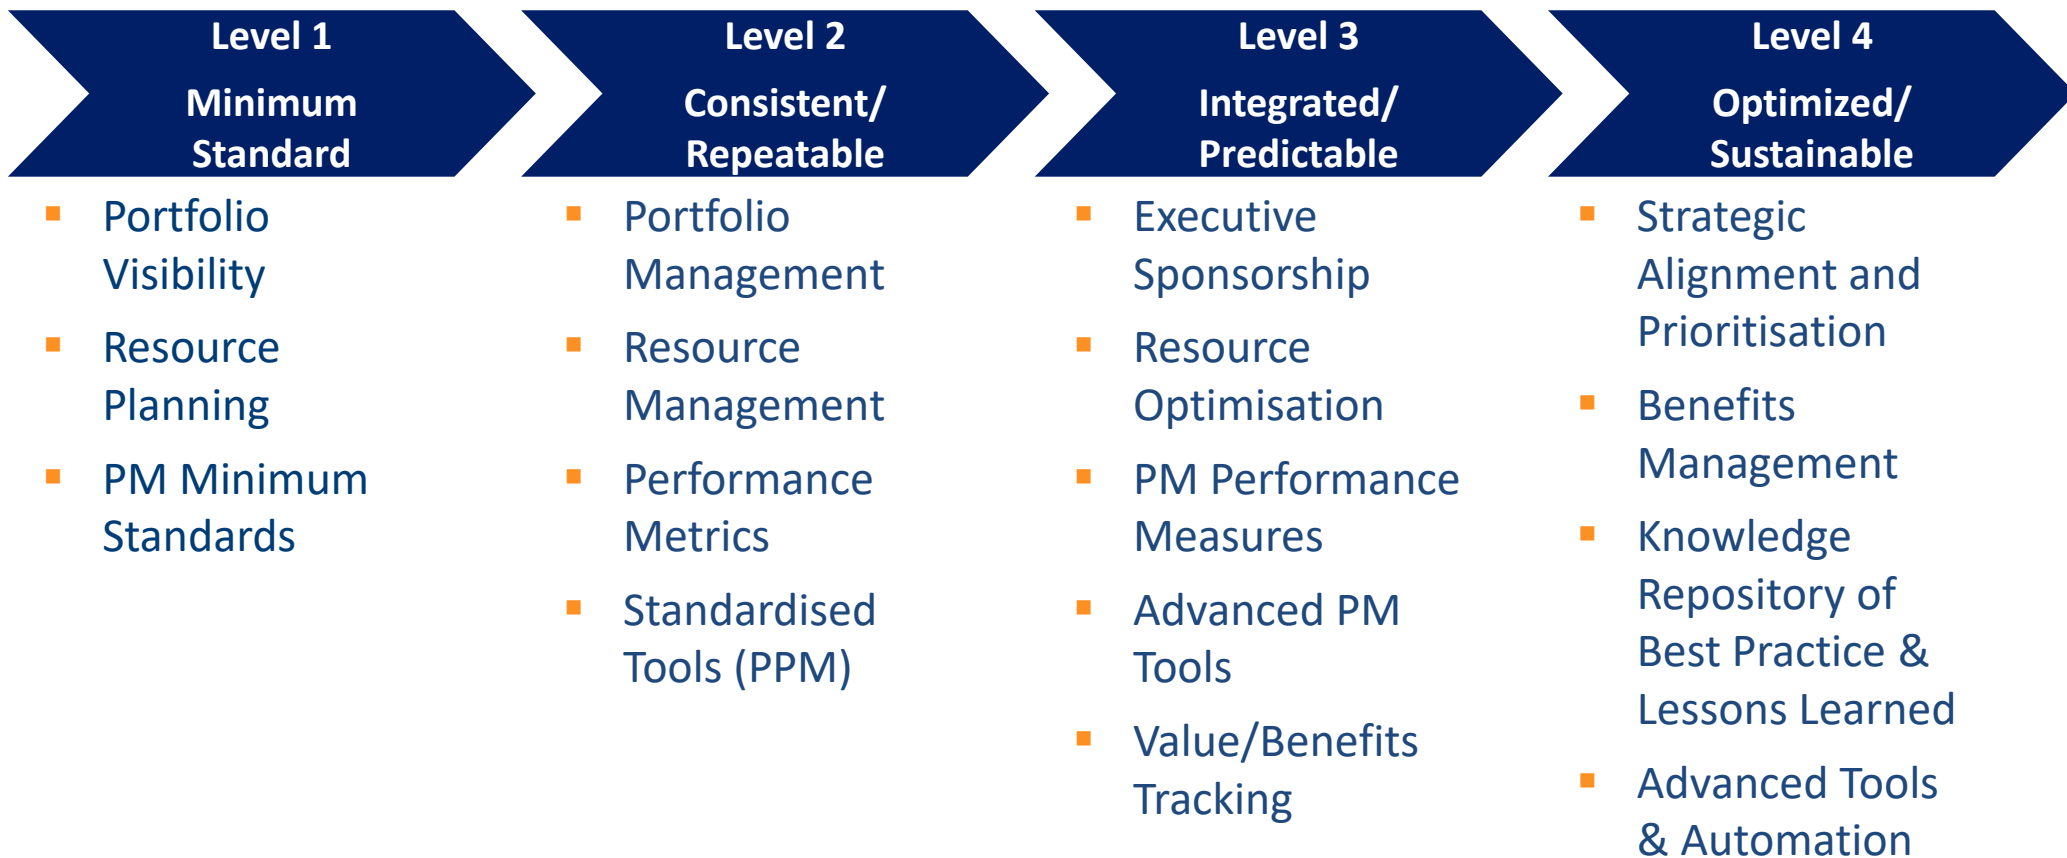 Level 1
Minimum
Standard
Portfolio
Visibility
Resource
Planning
PM Minimum
Standards
Level 2
Consistent/
Repeatable
Portfolio
Management
Resource
Management
Performance
Metrics
Standardised
Tools (PPM)
Level 3
Integrated/
Predictable
Executive
Sponsorship
Resource
Optimisation
PM Performance
Measures
Advanced PM
Tools
Value/Benefits
Tracking
Level 4
Optimized/
Sustainable
Strategic
Alignment and
Prioritisation
Benefits
Management
Knowledge
Repository of
Best Practice &
Lessons Learned
Advanced Tools
& Automation